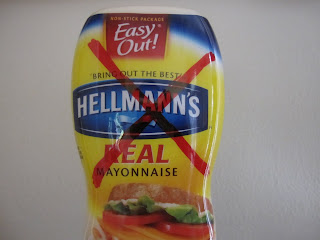 NON-STICK PACKAGE
Easy
Out!
"BRING OUT THE BEST"
HELLMANN'S
REAL
MAYONNAISE